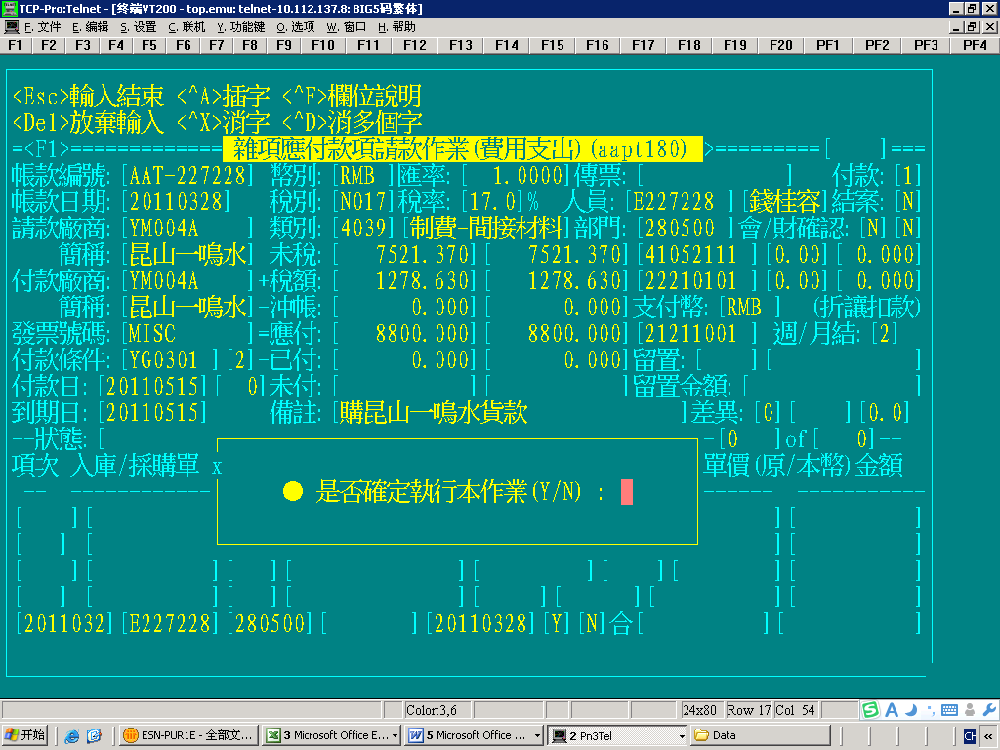 TCP-Pro:Telnet - [终端VT200 - top.emu: telnet-10.112.137.8: BIG5码繁体]
F. 文件 E. 编辑 S. 设置 C. 联机 Y. 功能键 O. 选项 W. 窗口 H. 帮助
F1 F2 F3 F4 F5 F6 F7 F8 F9 F10 F11 F12 F13 F14 F15 F16 F17 F18 F19 F20 PF1 PF2 PF3 PF4
<Esc>輸入結束 <^A>插字 <^F>欄位說明
<Del>放棄輸入 <^X>消字 <^D>消多個字
=<F1>============= 雜項應付款項請款作業(費用支出)(aapt180) >=========[ ]===
帳款編號: [AAT-227228] 幣別: [RMB ]匯率: [ 1.0000]傳票: [ ] 付款: [1]
帳款日期: [20110328] 稅別: [N017]稅率: [17.0]% 人員: [E227228 ][錢桂容]結案: [N]
請款廠商: [YM004A ] 類別: [4039][制費-間接材料]部門: [280500 ]會/財確認: [N][N]
簡稱: [昆山一鳴水] 未稅: [ 7521.370][ 7521.370][41052111 ][0.00][ 0.000]
付款廠商: [YM004A ]+稅額: [ 1278.630][ 1278.630][22210101 ][0.00][ 0.000]
簡稱: [昆山一鳴水]-沖帳: [ 0.000][ 0.000]支付幣: [RMB ] (折讓扣款)
發票號碼: [MISC ]=應付: [ 8800.000][ 8800.000][21211001 ] 週/月結: [2]
付款條件: [YG0301 ][2]-已付: [ 0.000][ 0.000]留置: [ ][ ]
付款日: [20110515][ 0]未付: [ ][ ]留置金額: [ ]
到期日: [20110515] 備註: [購昆山一鳴水貨款 ]差異: [0][ ][0.0]
--狀態: [ -[0 ]of[ 0]--
項次 入庫/採購單 x 單價(原/本幣)金額
-- ------------- ------ -----------
是否確定執行本作業(Y/N) :
[ ][ ][ ]
[ ] [ ][ ]
[ ][ ][ ][ ][ ][ ][ ][ ]
[ ] [ ][ ][ ][ ][ ][ ][ ]
[2011032][E227228][280500][ ][20110328][Y][N]合[ ][ ]
Color:3,6 24x80 Row 17 Col 54
开始 ESN-PUR1E - 全部文... 3 Microsoft Office E... 5 Microsoft Office ... 2 Pn3Tel Data CH «